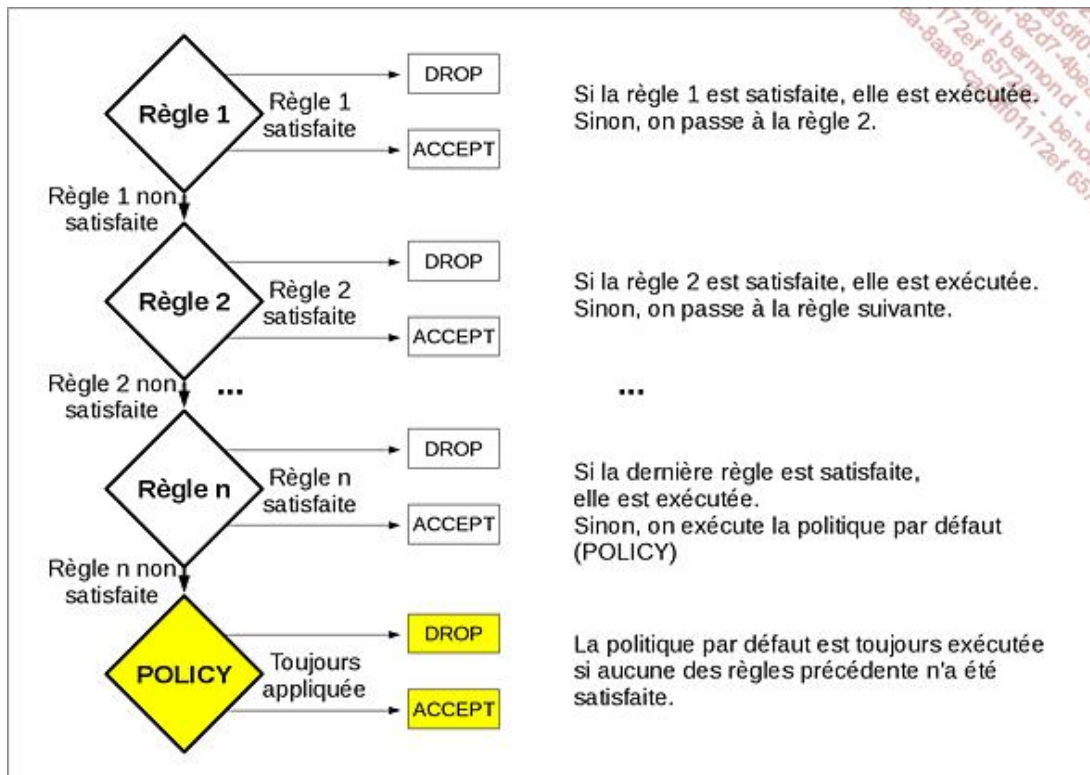 DROP
Règle 1
Règle 1
satisfaite
ACCEPT
Si la règle 1 est satisfaite, elle est exécutée.
Sinon, on passe à la règle 2.
Règle 1 non
satisfaite
DROP
Règle 2
Règle 2
satisfaite
ACCEPT
Si la règle 2 est satisfaite, elle est exécutée.
Sinon, on passe à la règle suivante.
Règle 2 non
satisfaite
...
...
DROP
Règle n
Règle n
satisfaite
ACCEPT
Si la dernière règle est satisfaite,
elle est exécutée.
Sinon, on exécute la politique par défaut
(POLICY)
Règle n non
satisfaite
DROP
POLICY
Toujours
appliquée
ACCEPT
La politique par défaut est toujours exécutée
si aucune des règles précédente n'a été
satisfaite.